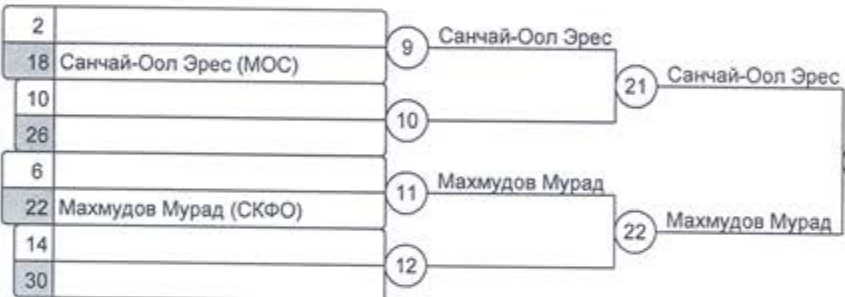 2
9 Санчай-Оол Эрес
18 Санчай-Оол Эрес (МОС)
21 Санчай-Оол Эрес
10
10
26
6
11 Махмудов Мурад
22 Махмудов Мурад (СКФО)
22 Махмудов Мурад
14
12
30